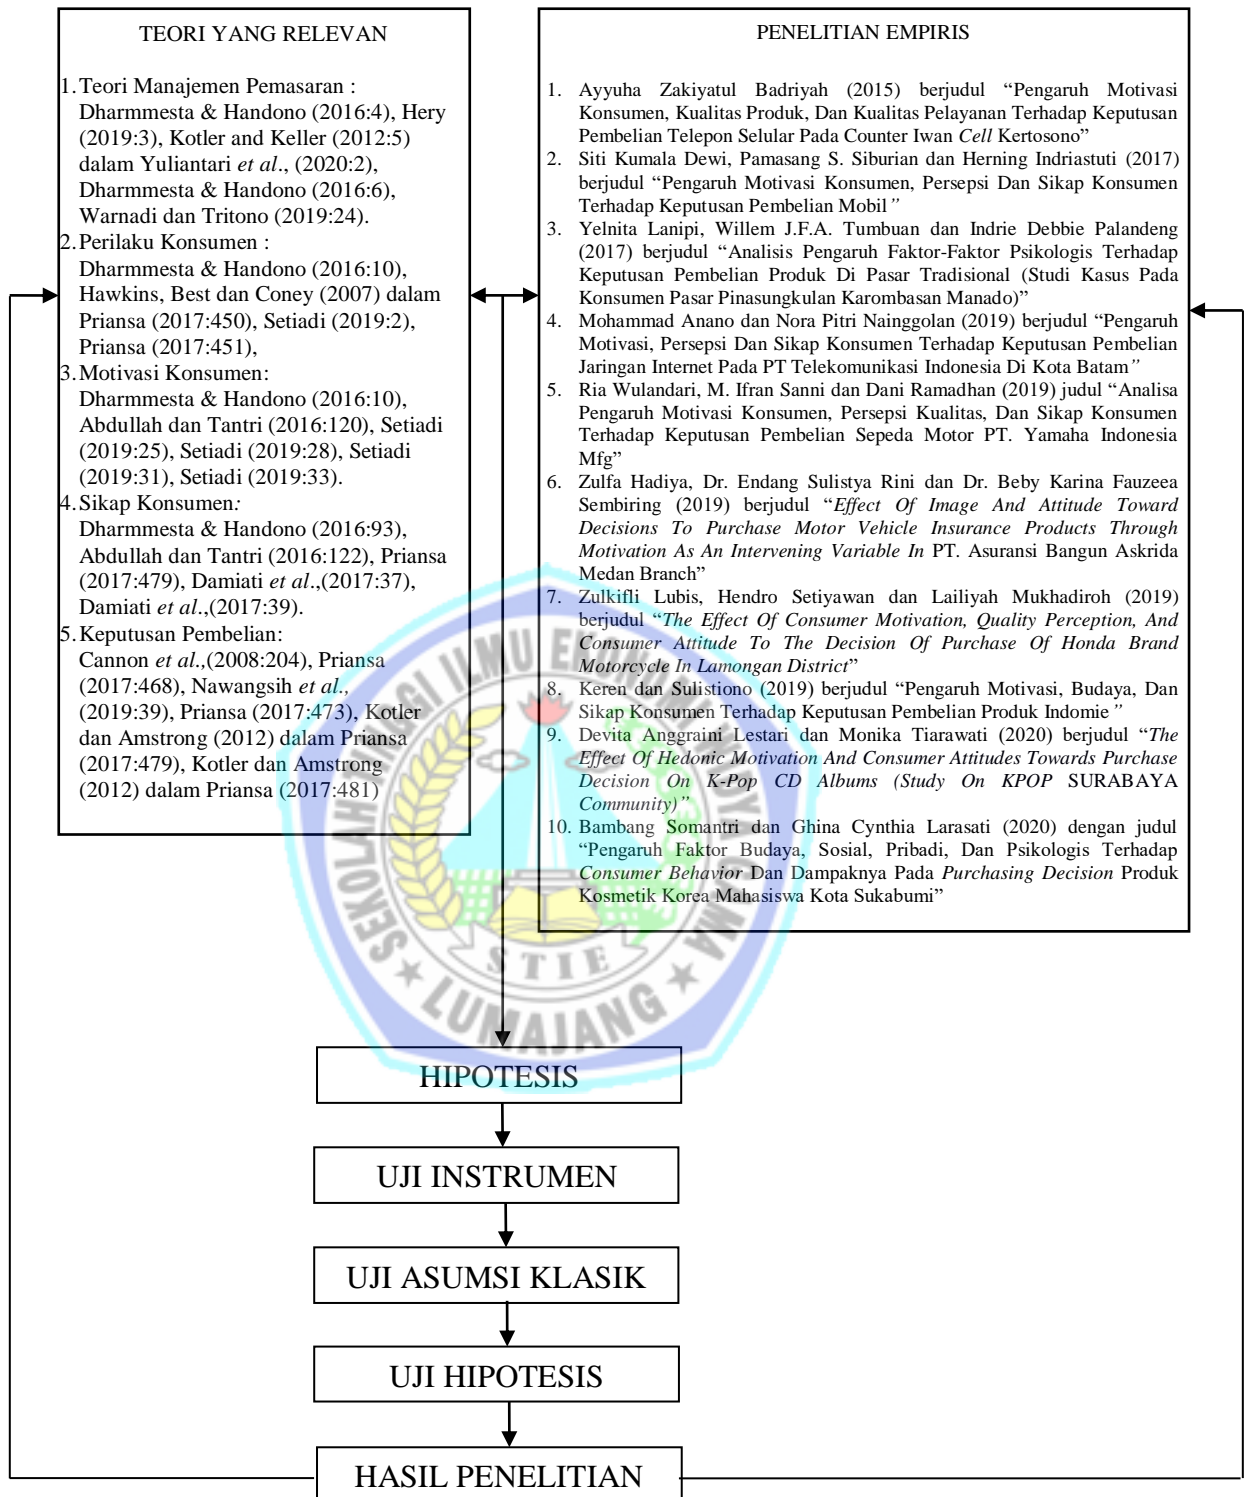 TEORI YANG RELEVAN
1. Teori Manajemen Pemasaran :
Dharmmesta & Handono (2016:4), Hery
(2019:3), Kotler and Keller (2012:5)
dalam Yuliantari et al., (2020:2),
Dharmmesta & Handono (2016:6),
Warnadi dan Tritono (2019:24).
2. Perilaku Konsumen :
Dharmmesta & Handono (2016:10),
Hawkins, Best dan Coney (2007) dalam
Priansa (2017:450), Setiadi (2019:2),
Priansa (2017:451),
3. Motivasi Konsumen:
Dharmmesta & Handono (2016:10),
Abdullah dan Tantri (2016:120), Setiadi
(2019:25), Setiadi (2019:28), Setiadi
(2019:31), Setiadi (2019:33).
4. Sikap Konsumen:
Dharmmesta & Handono (2016:93),
Abdullah dan Tantri (2016:122), Priansa
(2017:479), Damiati et al.,(2017:37),
Damiati et al.,(2017:39).
5. Keputusan Pembelian:
Cannon et al.,(2008:204), Priansa
(2017:468), Nawangsih et al.,
(2019:39), Priansa (2017:473), Kotler
dan Amstrong (2012) dalam Priansa
(2017:479), Kotler dan Amstrong
(2012) dalam Priansa (2017:481)
PENELITIAN EMPIRIS
1. Ayyuha Zakiyatul Badriyah (2015) berjudul “Pengaruh Motivasi
Konsumen, Kualitas Produk, Dan Kualitas Pelayanan Terhadap Keputusan
Pembelian Telepon Selular Pada Counter Iwan Cell Kertosono”
2. Siti Kumala Dewi, Pamasang S. Siburian dan Herning Indriastuti (2017)
berjudul “Pengaruh Motivasi Konsumen, Persepsi Dan Sikap Konsumen
Terhadap Keputusan Pembelian Mobil”
3. Yelnita Lanipi, Willem J.F.A. Tumbuan dan Indrie Debbie Palandeng
(2017) berjudul “Analisis Pengaruh Faktor-Faktor Psikologis Terhadap
Keputusan Pembelian Produk Di Pasar Tradisional (Studi Kasus Pada
Konsumen Pasar Pinasungkulan Karombasan Manado)”
4. Mohammad Anano dan Nora Pitri Nainggolan (2019) berjudul “Pengaruh
Motivasi, Persepsi Dan Sikap Konsumen Terhadap Keputusan Pembelian
Jaringan Internet Pada PT Telekomunikasi Indonesia Di Kota Batam”
5. Ria Wulandari, M. Ifran Sanni dan Dani Ramadhan (2019) judul “Analisa
Pengaruh Motivasi Konsumen, Persepsi Kualitas, Dan Sikap Konsumen
Terhadap Keputusan Pembelian Sepeda Motor PT. Yamaha Indonesia
Mfg”
6. Zulfa Hadiya, Dr. Endang Sulistya Rini dan Dr. Beby Karina Fauzeea
Sembiring (2019) berjudul “Effect Of Image And Attitude Toward
Decisions To Purchase Motor Vehicle Insurance Products Through
Motivation As An Intervening Variable In PT. Asuransi Bangun Askrida
Medan Branch”
7. Zulkifli Lubis, Hendro Setiyawan dan Lailiyah Mukhadiroh (2019)
berjudul “The Effect Of Consumer Motivation, Quality Perception, And
Consumer Attitude To The Decision Of Purchase Of Honda Brand
Motorcycle In Lamongan District”
8. Keren dan Sulistiono (2019) berjudul “Pengaruh Motivasi, Budaya, Dan
Sikap Konsumen Terhadap Keputusan Pembelian Produk Indomie”
9. Devita Anggraini Lestari dan Monika Tiarawati (2020) berjudul “The
Effect Of Hedonic Motivation And Consumer Attitudes Towards Purchase
Decision On K-Pop CD Albums (Study On KPOP SURABAYA
Community)”
10. Bambang Somantri dan Ghina Cynthia Larasati (2020) dengan judul
“Pengaruh Faktor Budaya, Sosial, Pribadi, Dan Psikologis Terhadap
Consumer Behavior Dan Dampaknya Pada Purchasing Decision Produk
Kosmetik Korea Mahasiswa Kota Sukabumi”
SEKOLAH TINGGI ILMU EKONOMI WIDYA GAMA
STIE
LUMAJANG
HIPOTESIS
UJI INSTRUMEN
UJI ASUMSI KLASIK
UJI HIPOTESIS
HASIL PENELITIAN